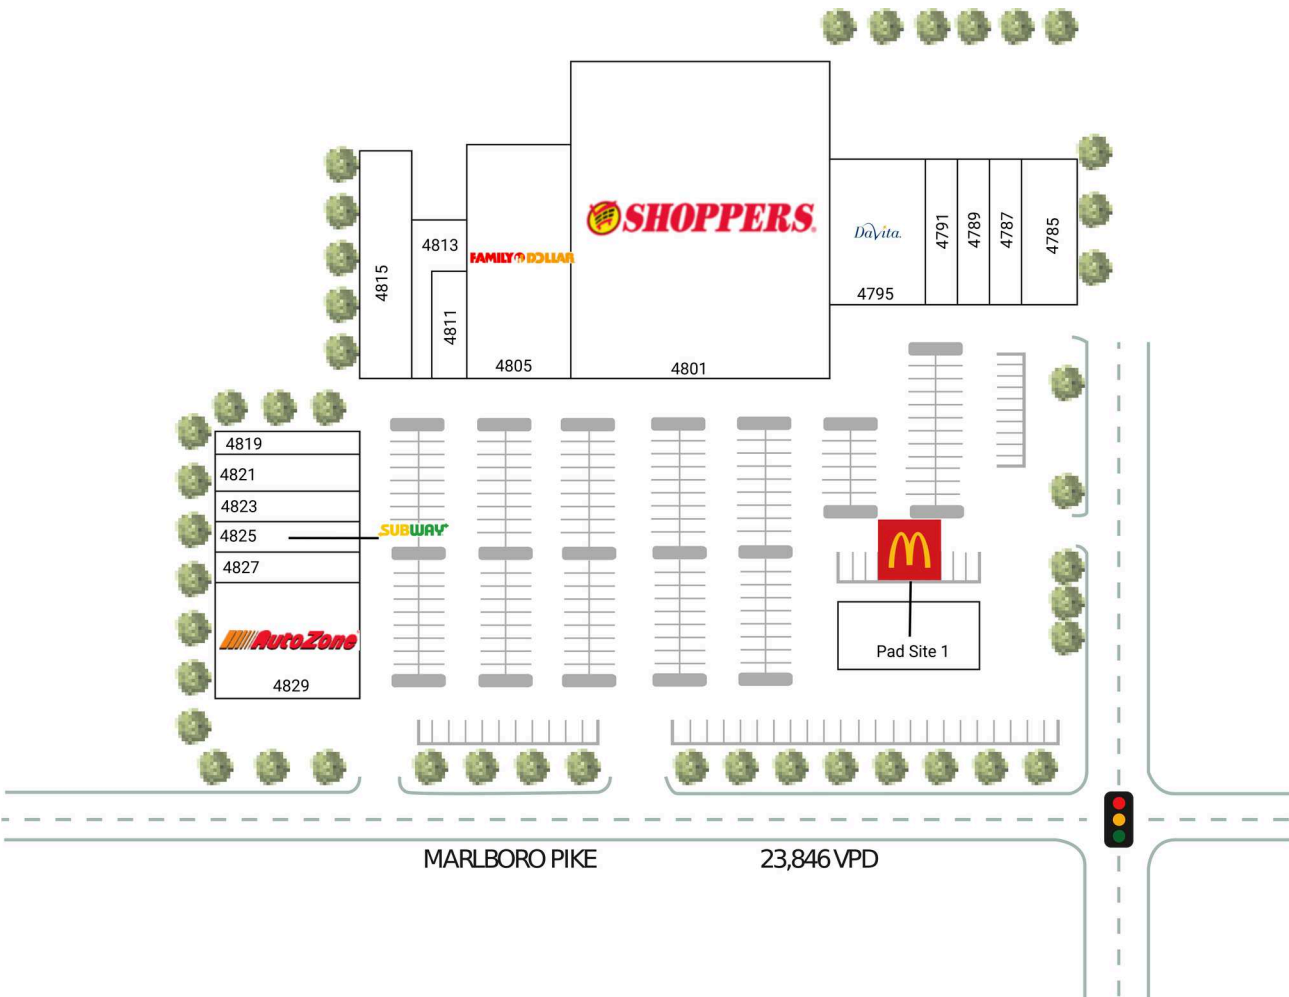 SHOPPERS
DaVita.
4791
4789
4787
4785
4795
4815
4813
FAMILY DOLLAR
4811
4805
4801
4819
4821
4823
4825
SUBWAY
4827
AutoZone
4829
Pad Site 1
MARLBORO PIKE
23,846 VPD